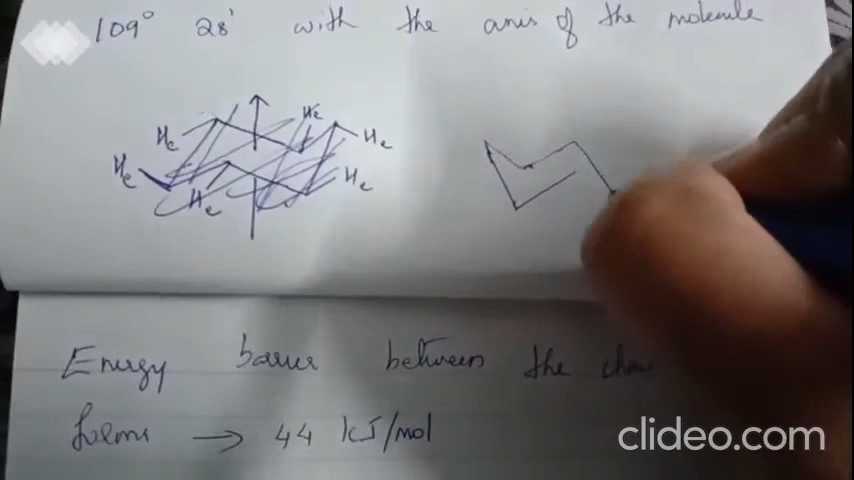 109° 28' with the axis of the molecule
He He
He He
He He
Energy barrier between the
forms → 44 kJ/mol
clideo.com